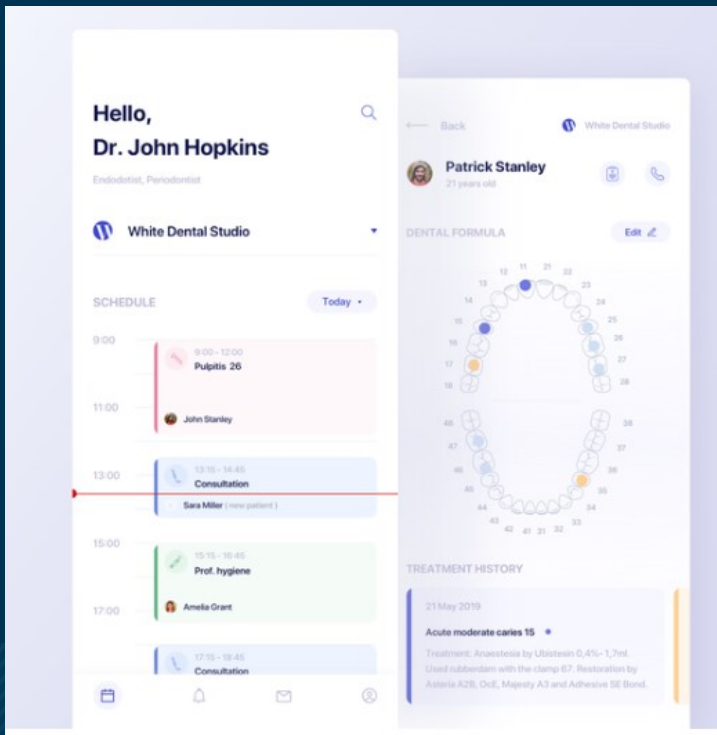 Hello,
Dr. John Hopkins
Endodotist, Periodontist
White Dental Studio
SCHEDULE
Today
9:00
9:00 - 12:00
Pulpitis 26
11:00
John Stanley
13:00
13:15 - 14:45
Consultation
Sara Miller ( new patient )
15:00
15:15 - 16:45
Prof. hygiene
17:00
Amelia Grant
17:15 - 18:45
Consultation
Back
White Dental Studio
Patrick Stanley
21 years old
DENTAL FORMULA
Edit
11 21
12 22
13 23
14 24
15 25
16 26
17 27
18 28
48 38
47 37
46 36
45 35
44 34
43 33
42 41 31 32
TREATMENT HISTORY
21 May 2019
Acute moderate caries 15
Treatment: Anaestesia by Ubistesin 0,4%- 1,7ml.
Used rubberdam with the clamp 67. Restoration by
Asteria A2B, OcE, Majesty A3 and Adhesive SE Bond.